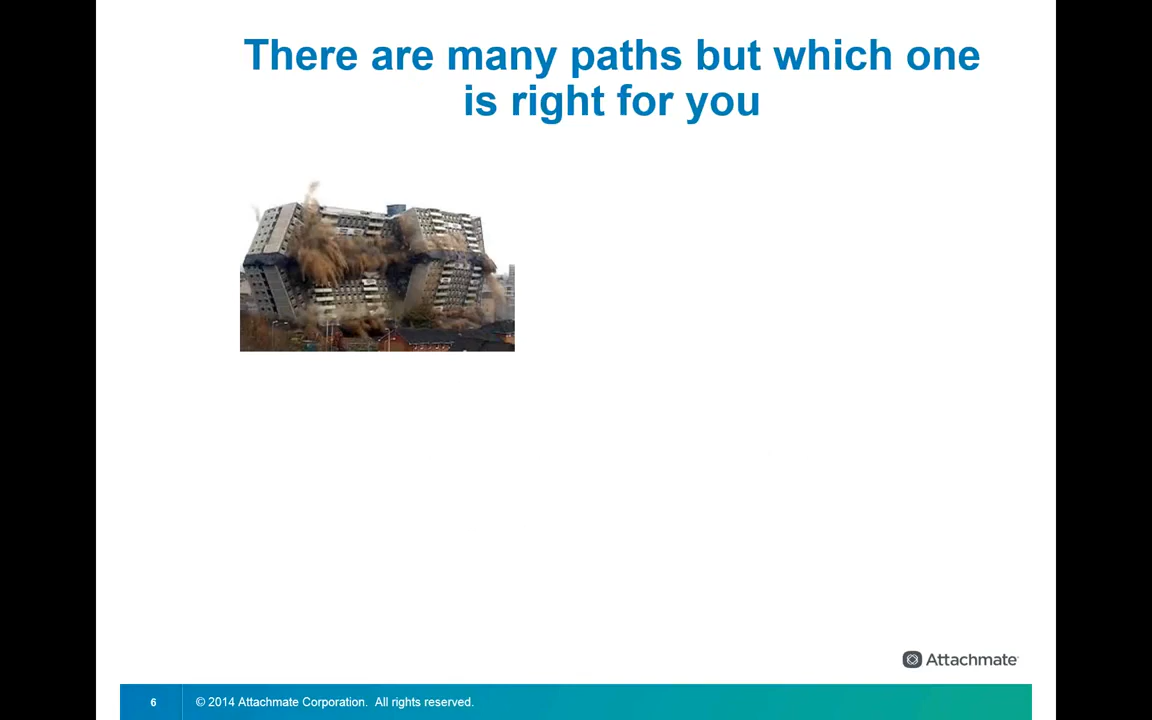 There are many paths but which one
is right for you
Attachmate
6
© 2014 Attachmate Corporation. All rights reserved.